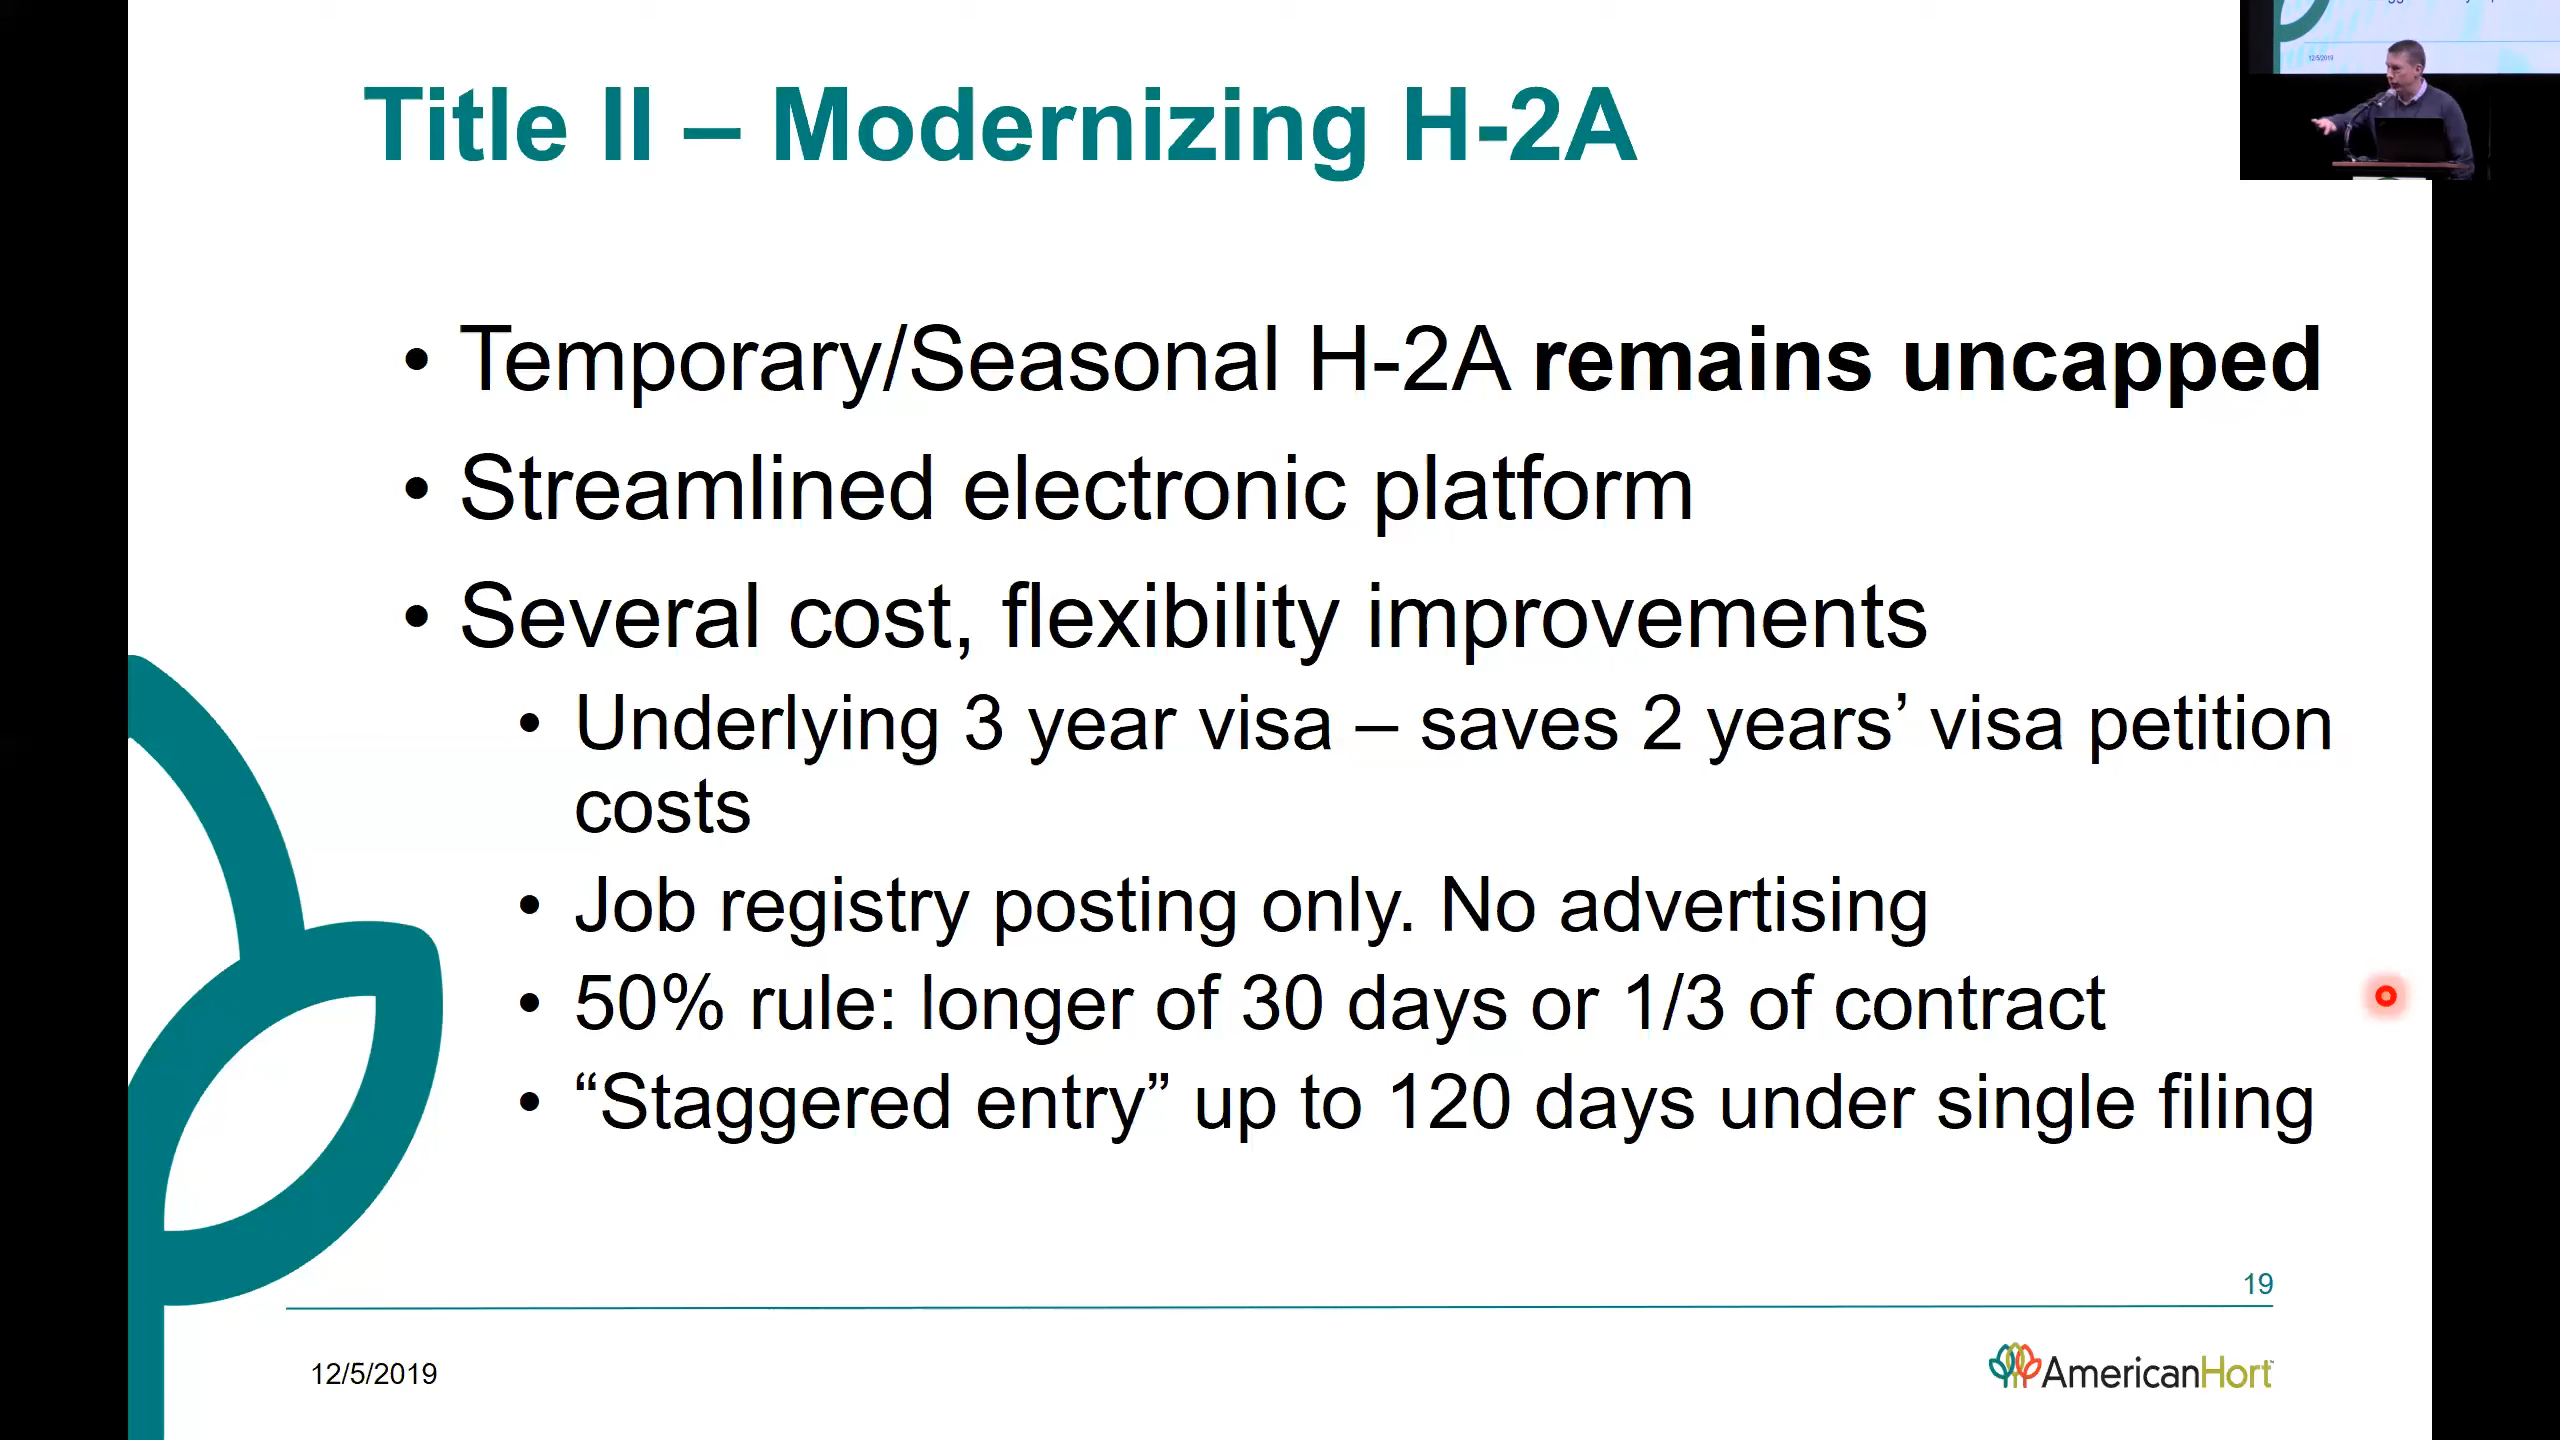 Title II – Modernizing H-2A
• Temporary/Seasonal H-2A remains uncapped
• Streamlined electronic platform
• Several cost, flexibility improvements
• Underlying 3 year visa – saves 2 years’ visa petition
costs
• Job registry posting only. No advertising
• 50% rule: longer of 30 days or 1/3 of contract
• “Staggered entry” up to 120 days under single filing
19
12/5/2019
AmericanHort
12/5/2019